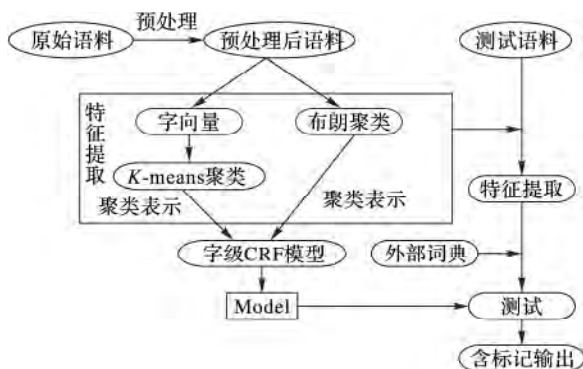 预处理
原始语料
预处理后语料
测试语料
特征提取
字向量
布朗聚类
K-means聚类
特征提取
聚类表示
聚类表示
字级CRF模型
外部词典
Model
测试
含标记输出